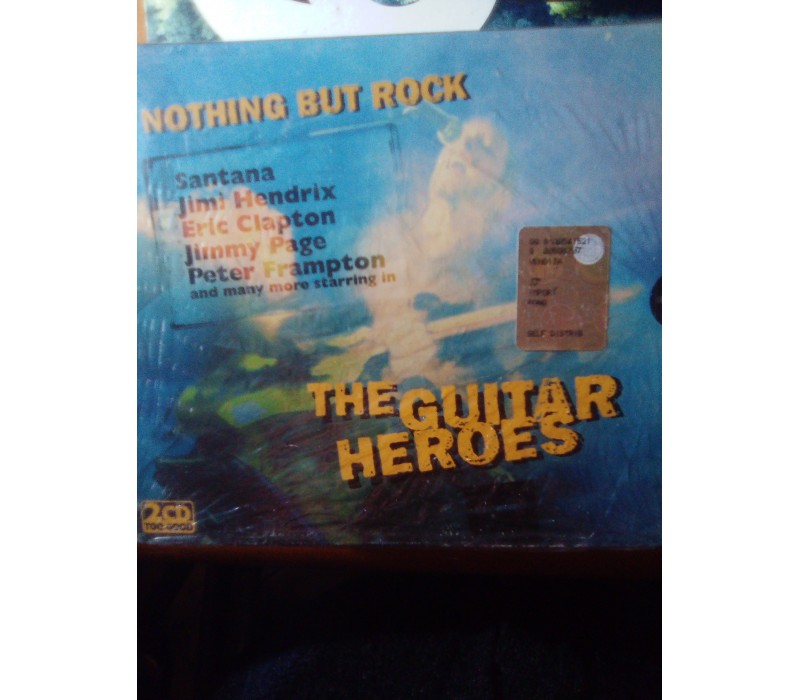 NOTHING BUT ROCK
Santana
Jimi Hendrix
Eric Clapton
Jimmy Page
Peter Frampton
and many more starring in
THE GUITAR
HEROES
2CD